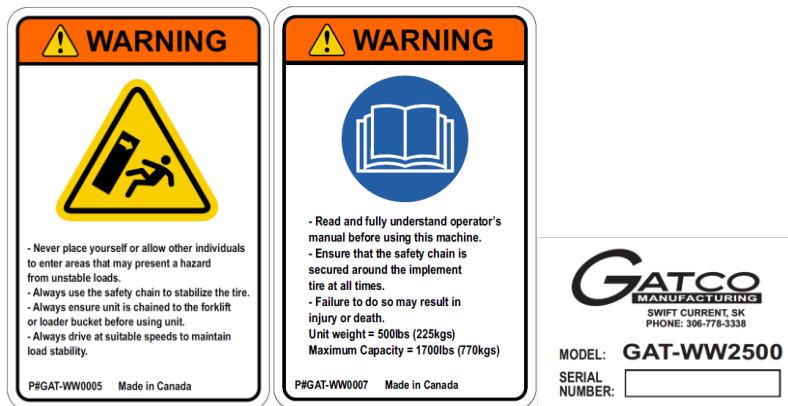 WARNING
- Never place yourself or allow other individuals
to enter areas that may present a hazard
from unstable loads.
- Always use the safety chain to stabilize the tire.
- Always ensure unit is chained to the forklift
or loader bucket before using unit.
- Always drive at suitable speeds to maintain
load stability.
P#GAT-WW0005 Made in Canada
WARNING
- Read and fully understand operator's
manual before using this machine.
- Ensure that the safety chain is
secured around the implement
tire at all times.
- Failure to do so may result in
injury or death.
Unit weight = 500lbs (225kgs)
Maximum Capacity = 1700lbs (770kgs)
P#GAT-WW0007 Made in Canada
GATCO
MANUFACTURING
SWIFT CURRENT, SK
PHONE: 306-778-3338
MODEL: GAT-WW2500
SERIAL
NUMBER: